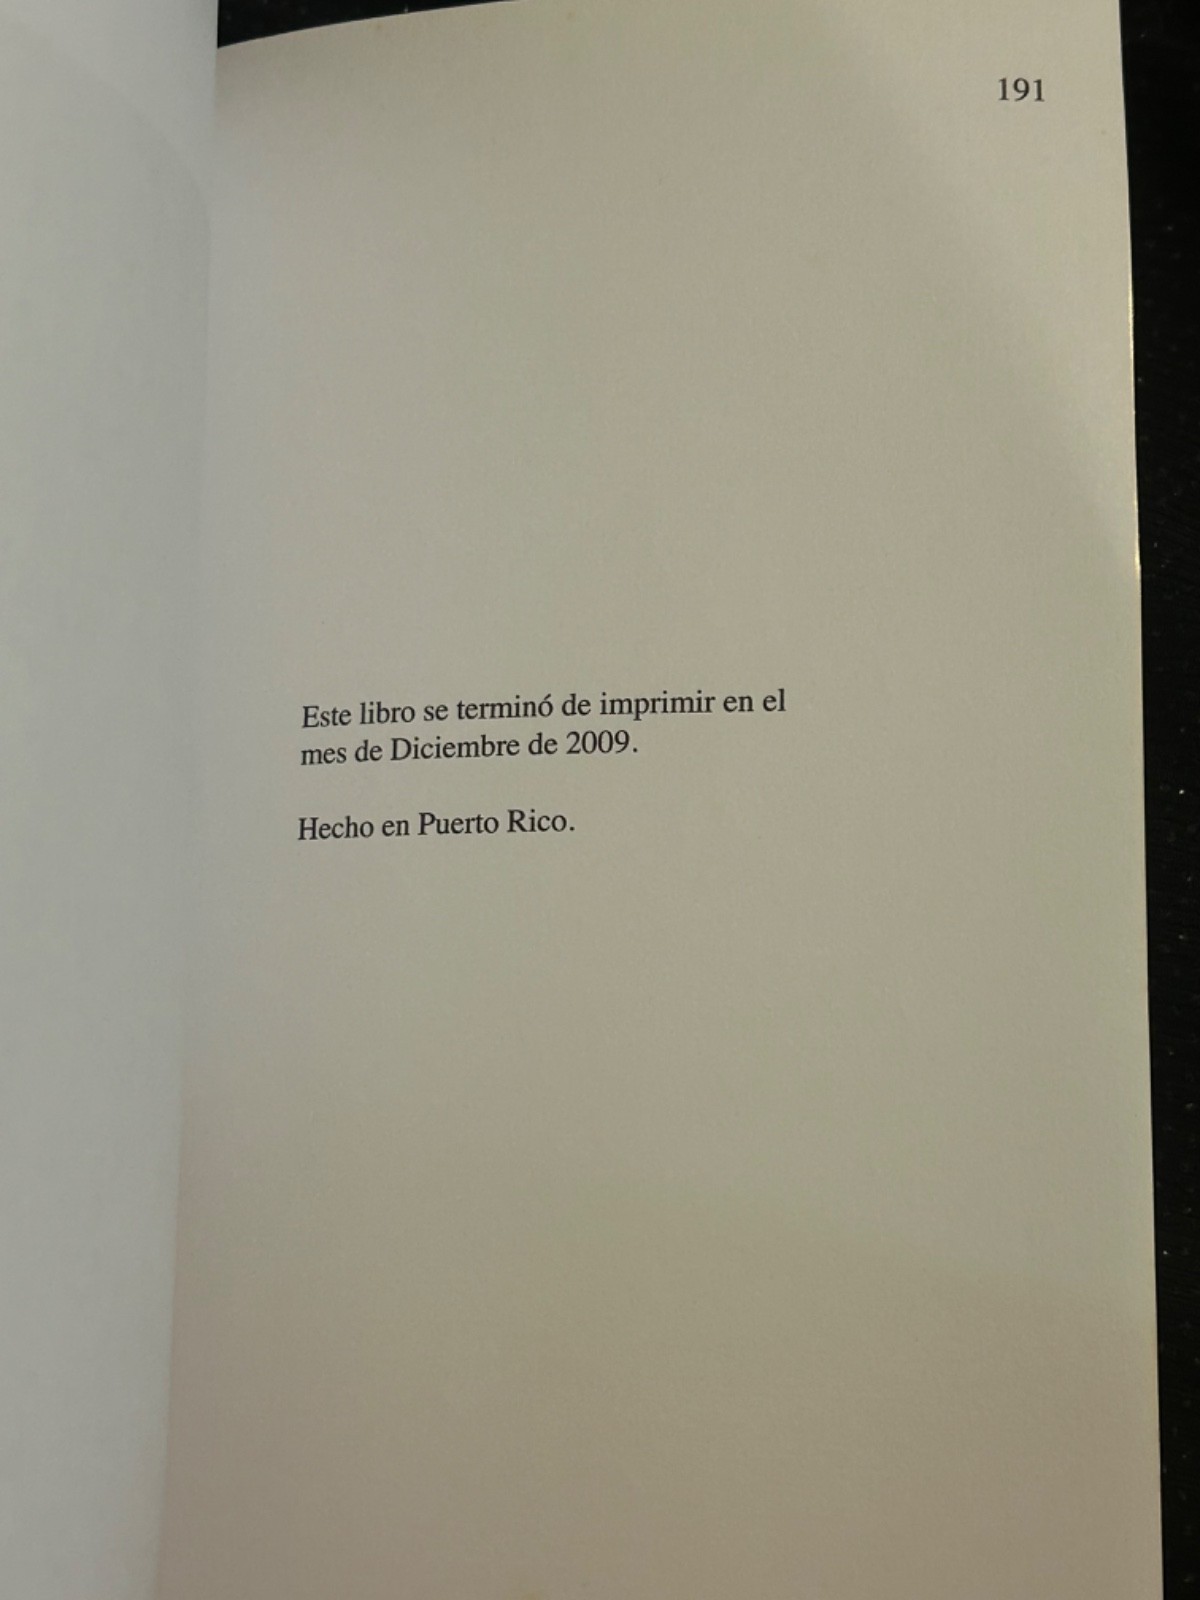 191
Este libro se terminó de imprimir en el
mes de Diciembre de 2009.
Hecho en Puerto Rico.